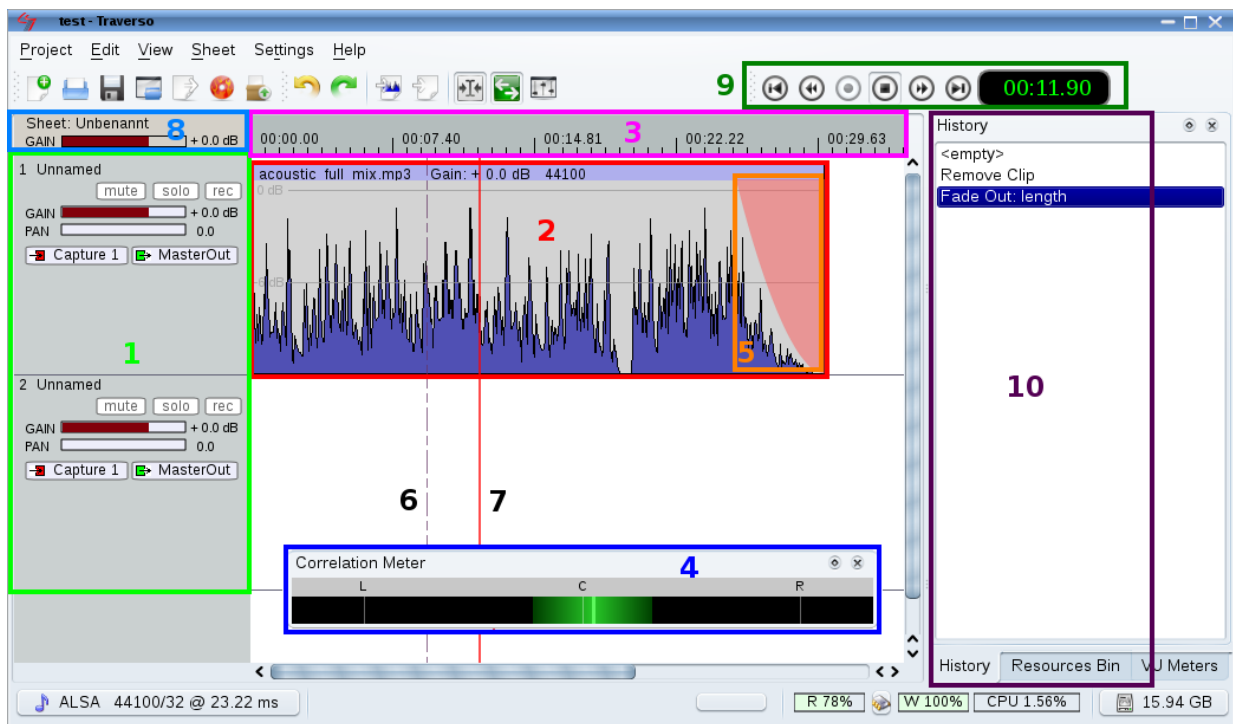 test - Traverso
Project Edit View Sheet Settings Help
9
00:11.90
Sheet: Unbenannt
8
GAIN + 0.0 dB
00:00.00 00:07.40 00:14.81 00:22.22 00:29.63
3
History
<empty>
Remove Clip
Fade Out: length
1 Unnamed
mute solo rec
GAIN + 0.0 dB
PAN 0.0
Capture 1 MasterOut
acoustic_full_mix.mp3 Gain: + 0.0 dB 44100
0 dB
2
-6 dB
5
1
10
2 Unnamed
mute solo rec
GAIN + 0.0 dB
PAN 0.0
Capture 1 MasterOut
6
7
Correlation Meter
4
L C R
History Resources Bin VU Meters
ALSA 44100/32 @ 23.22 ms
R 78% W 100% CPU 1.56% 15.94 GB